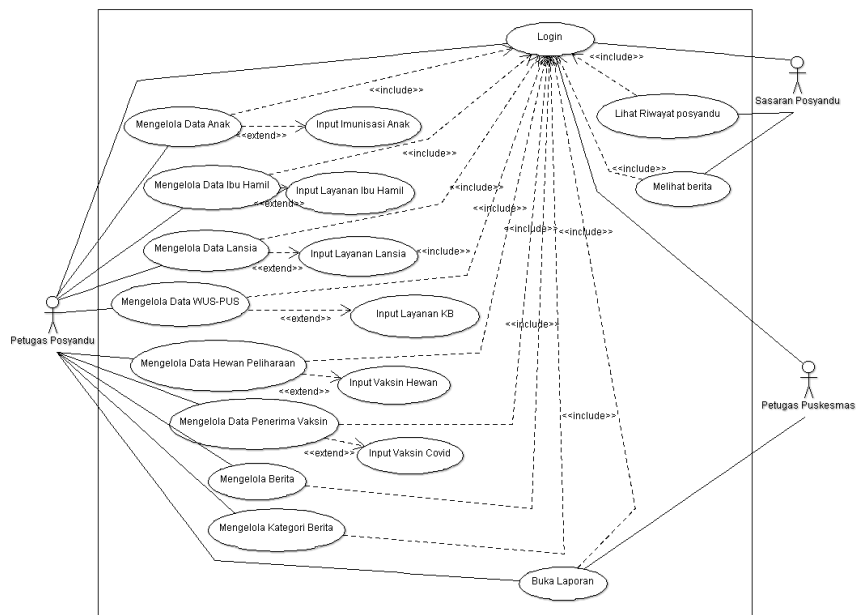 Login
<<include>>
<<include>>
Sasaran Posyandu
Lihat Riwayat posyandu
Mengelola Data Anak
<<extend>>
Input Imunisasi Anak
<<include>>
<<include>>
Mengelola Data Ibu Hamil
<<extend>>
Input Layanan Ibu Hamil
Melihat berita
<<include>>
<<include>>
Mengelola Data Lansia
<<extend>>
Input Layanan Lansia
<<include>>
<<include>>
<<include>>
<<include>>
Mengelola Data WUS-PUS
<<extend>>
Input Layanan KB
<<include>>
Petugas Posyandu
Mengelola Data Hewan Peliharaan
<<extend>>
Input Vaksin Hewan
Petugas Puskesmas
Mengelola Data Penerima Vaksin
<<include>>
<<include>>
<<extend>>
Input Vaksin Covid
Mengelola Berita
Mengelola Kategori Berita
Buka Laporan